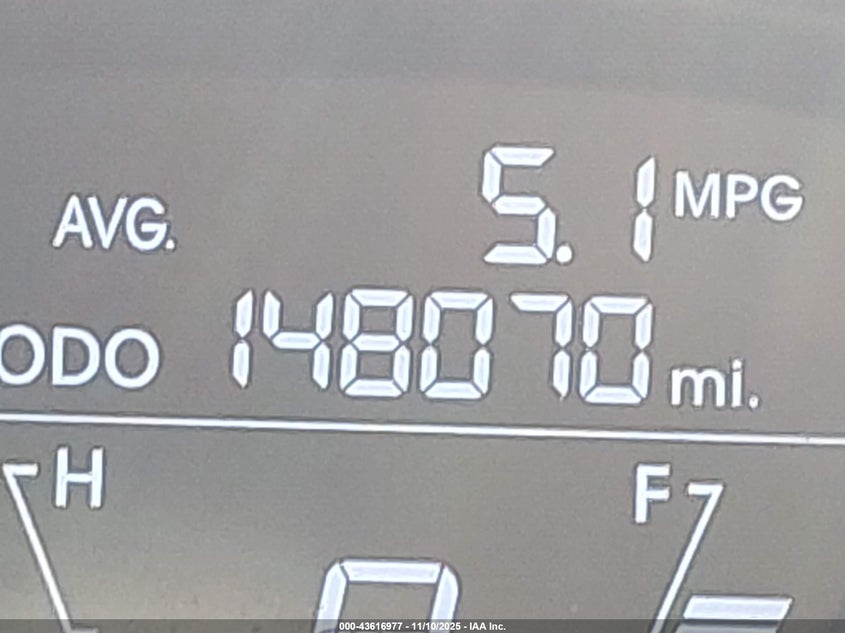 AVG. 5.1 MPG
ODO 148070 mi.
H F
000-43616977 - 11/10/2025 - IAA Inc.